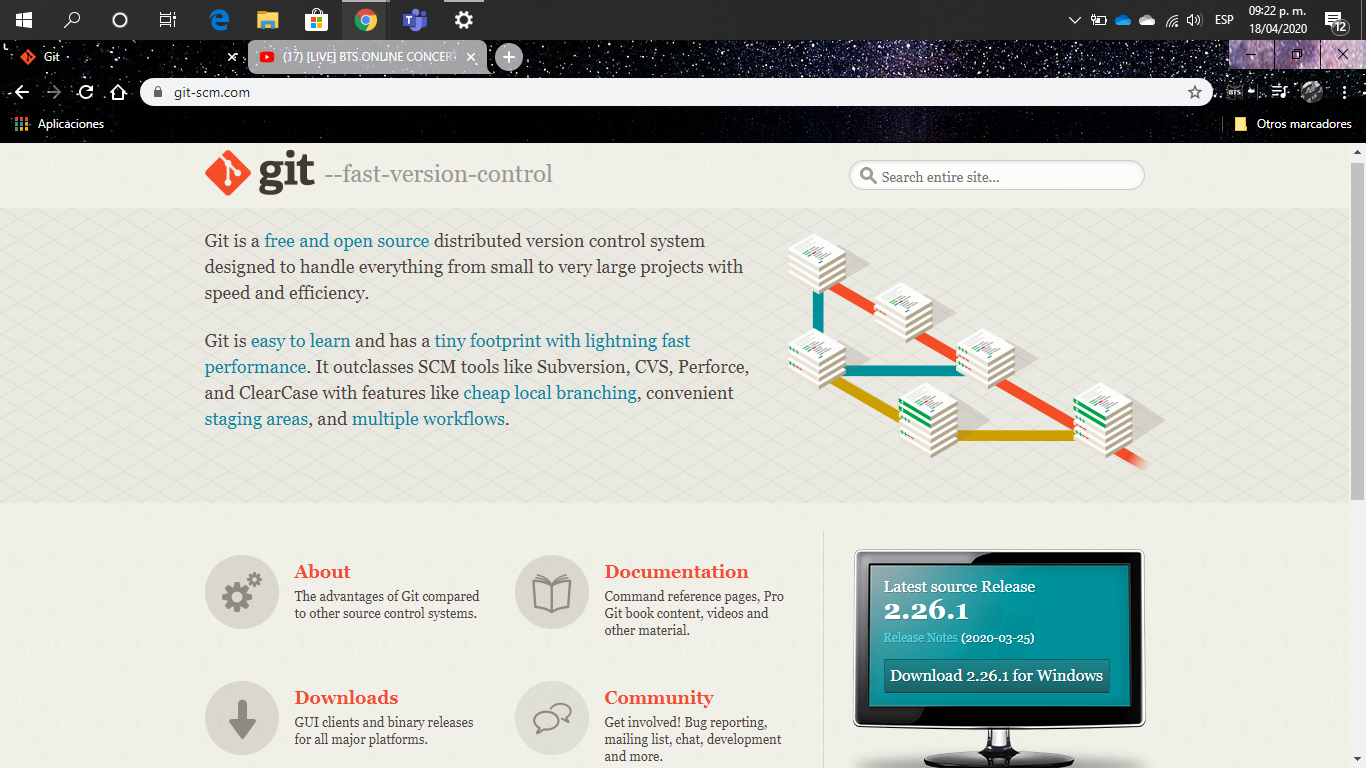 09:22 p. m.
ESP
18/04/2020
12
Git
(17) [LIVE] BTS ONLINE CONCER
git-scm.com
BTS
Aplicaciones
Otros marcadores
git --fast-version-control
Search entire site...
Git is a free and open source distributed version control system
designed to handle everything from small to very large projects with
speed and efficiency.
Git is easy to learn and has a tiny footprint with lightning fast
performance. It outclasses SCM tools like Subversion, CVS, Perforce,
and ClearCase with features like cheap local branching, convenient
staging areas, and multiple workflows.
About
The advantages of Git compared
to other source control systems.
Documentation
Command reference pages, Pro
Git book content, videos and
other material.
Downloads
GUI clients and binary releases
for all major platforms.
Community
Get involved! Bug reporting,
mailing list, chat, development
and more.
Latest source Release
2.26.1
Release Notes (2020-03-25)
Download 2.26.1 for Windows